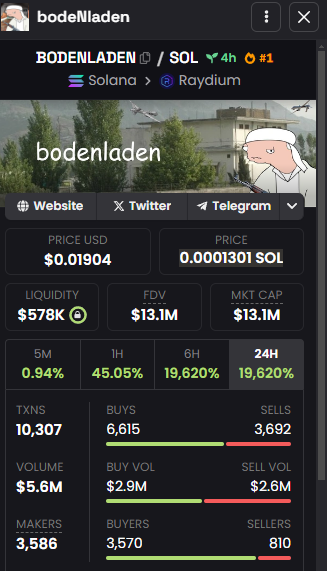 bodeNladen
BODENLADEN / SOL 4h #1
Solana > Raydium
bodenladen
Website Twitter Telegram
PRICE USD PRICE
$0.01904 0.0001301 SOL
LIQUIDITY FDV MKT CAP
$578K $13.1M $13.1M
5M 1H 6H 24H
0.94% 45.05% 19,620% 19,620%
TXNS BUYS SELLS
10,307 6,615 3,692
VOLUME BUY VOL SELL VOL
$5.6M $2.9M $2.6M
MAKERS BUYERS SELLERS
3,586 3,570 810